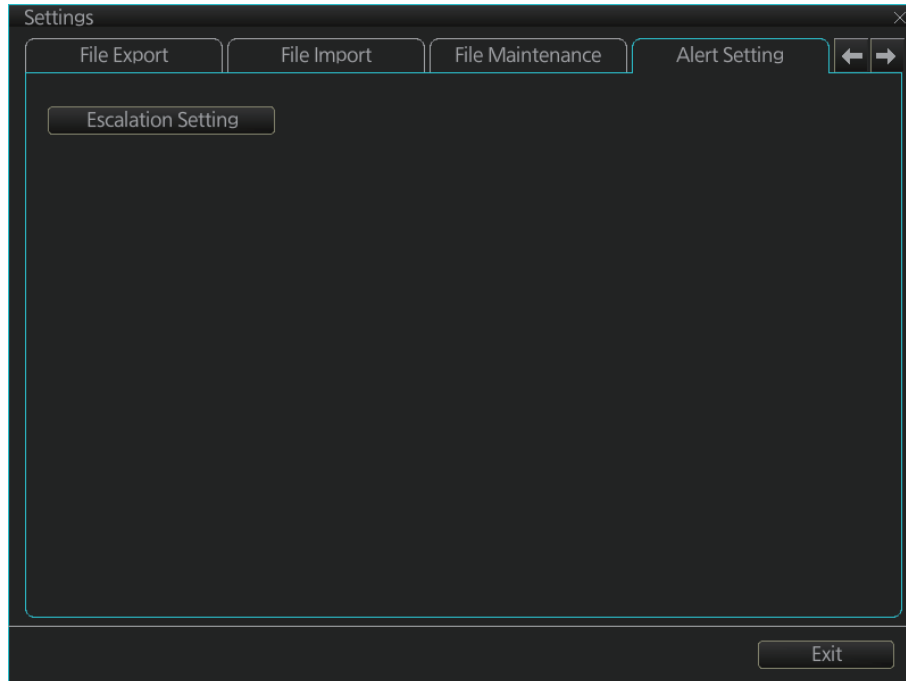 Settings
File Export
File Import
File Maintenance
Alert Setting
Escalation Setting
Exit